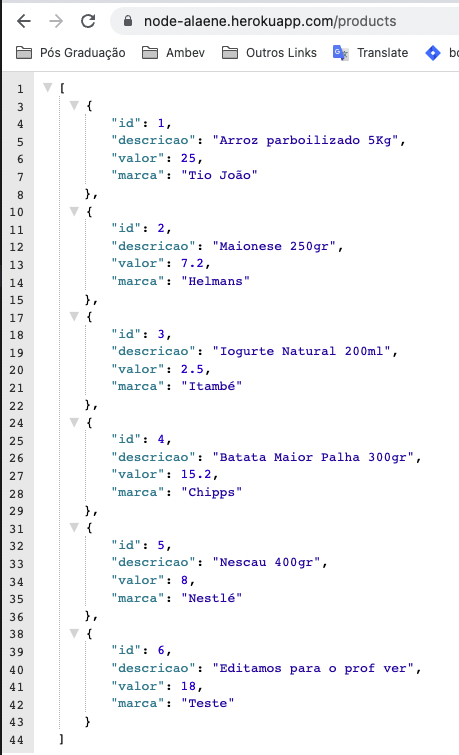 node-alaene.herokuapp.com/products
Pós Graduação Ambev Outros Links Translate
1 [
3 {
4 "id": 1,
5 "descricao": "Arroz parboilizado 5Kg",
6 "valor": 25,
7 "marca": "Tio João"
8 },
10 {
11 "id": 2,
12 "descricao": "Maionese 250gr",
13 "valor": 7.2,
14 "marca": "Helmans"
15 },
17 {
18 "id": 3,
19 "descricao": "Iogurte Natural 200ml",
20 "valor": 2.5,
21 "marca": "Itambé"
22 },
24 {
25 "id": 4,
26 "descricao": "Batata Maior Palha 300gr",
27 "valor": 15.2,
28 "marca": "Chipps"
29 },
31 {
32 "id": 5,
33 "descricao": "Nescau 400gr",
34 "valor": 8,
35 "marca": "Nestlé"
36 },
38 {
39 "id": 6,
40 "descricao": "Editamos para o prof ver",
41 "valor": 18,
42 "marca": "Teste"
43 }
44 ]